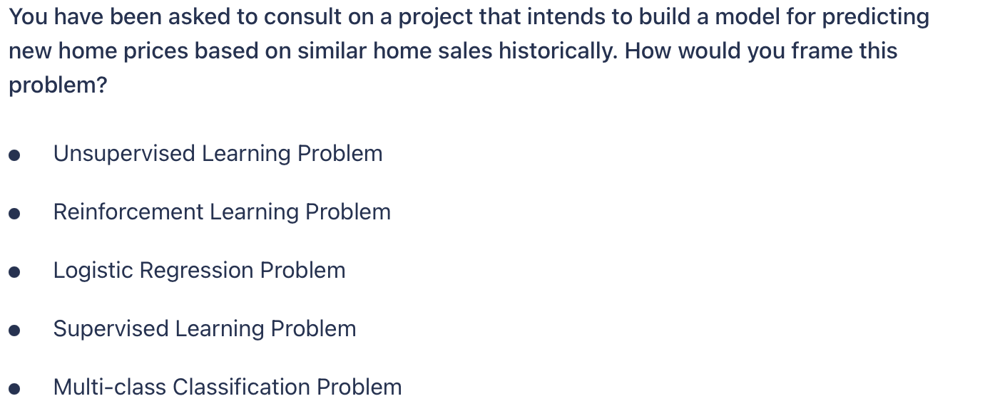 You have been asked to consult on a project that intends to build a model for predicting
new home prices based on similar home sales historically. How would you frame this
problem?
● Unsupervised Learning Problem
● Reinforcement Learning Problem
● Logistic Regression Problem
● Supervised Learning Problem
● Multi-class Classification Problem